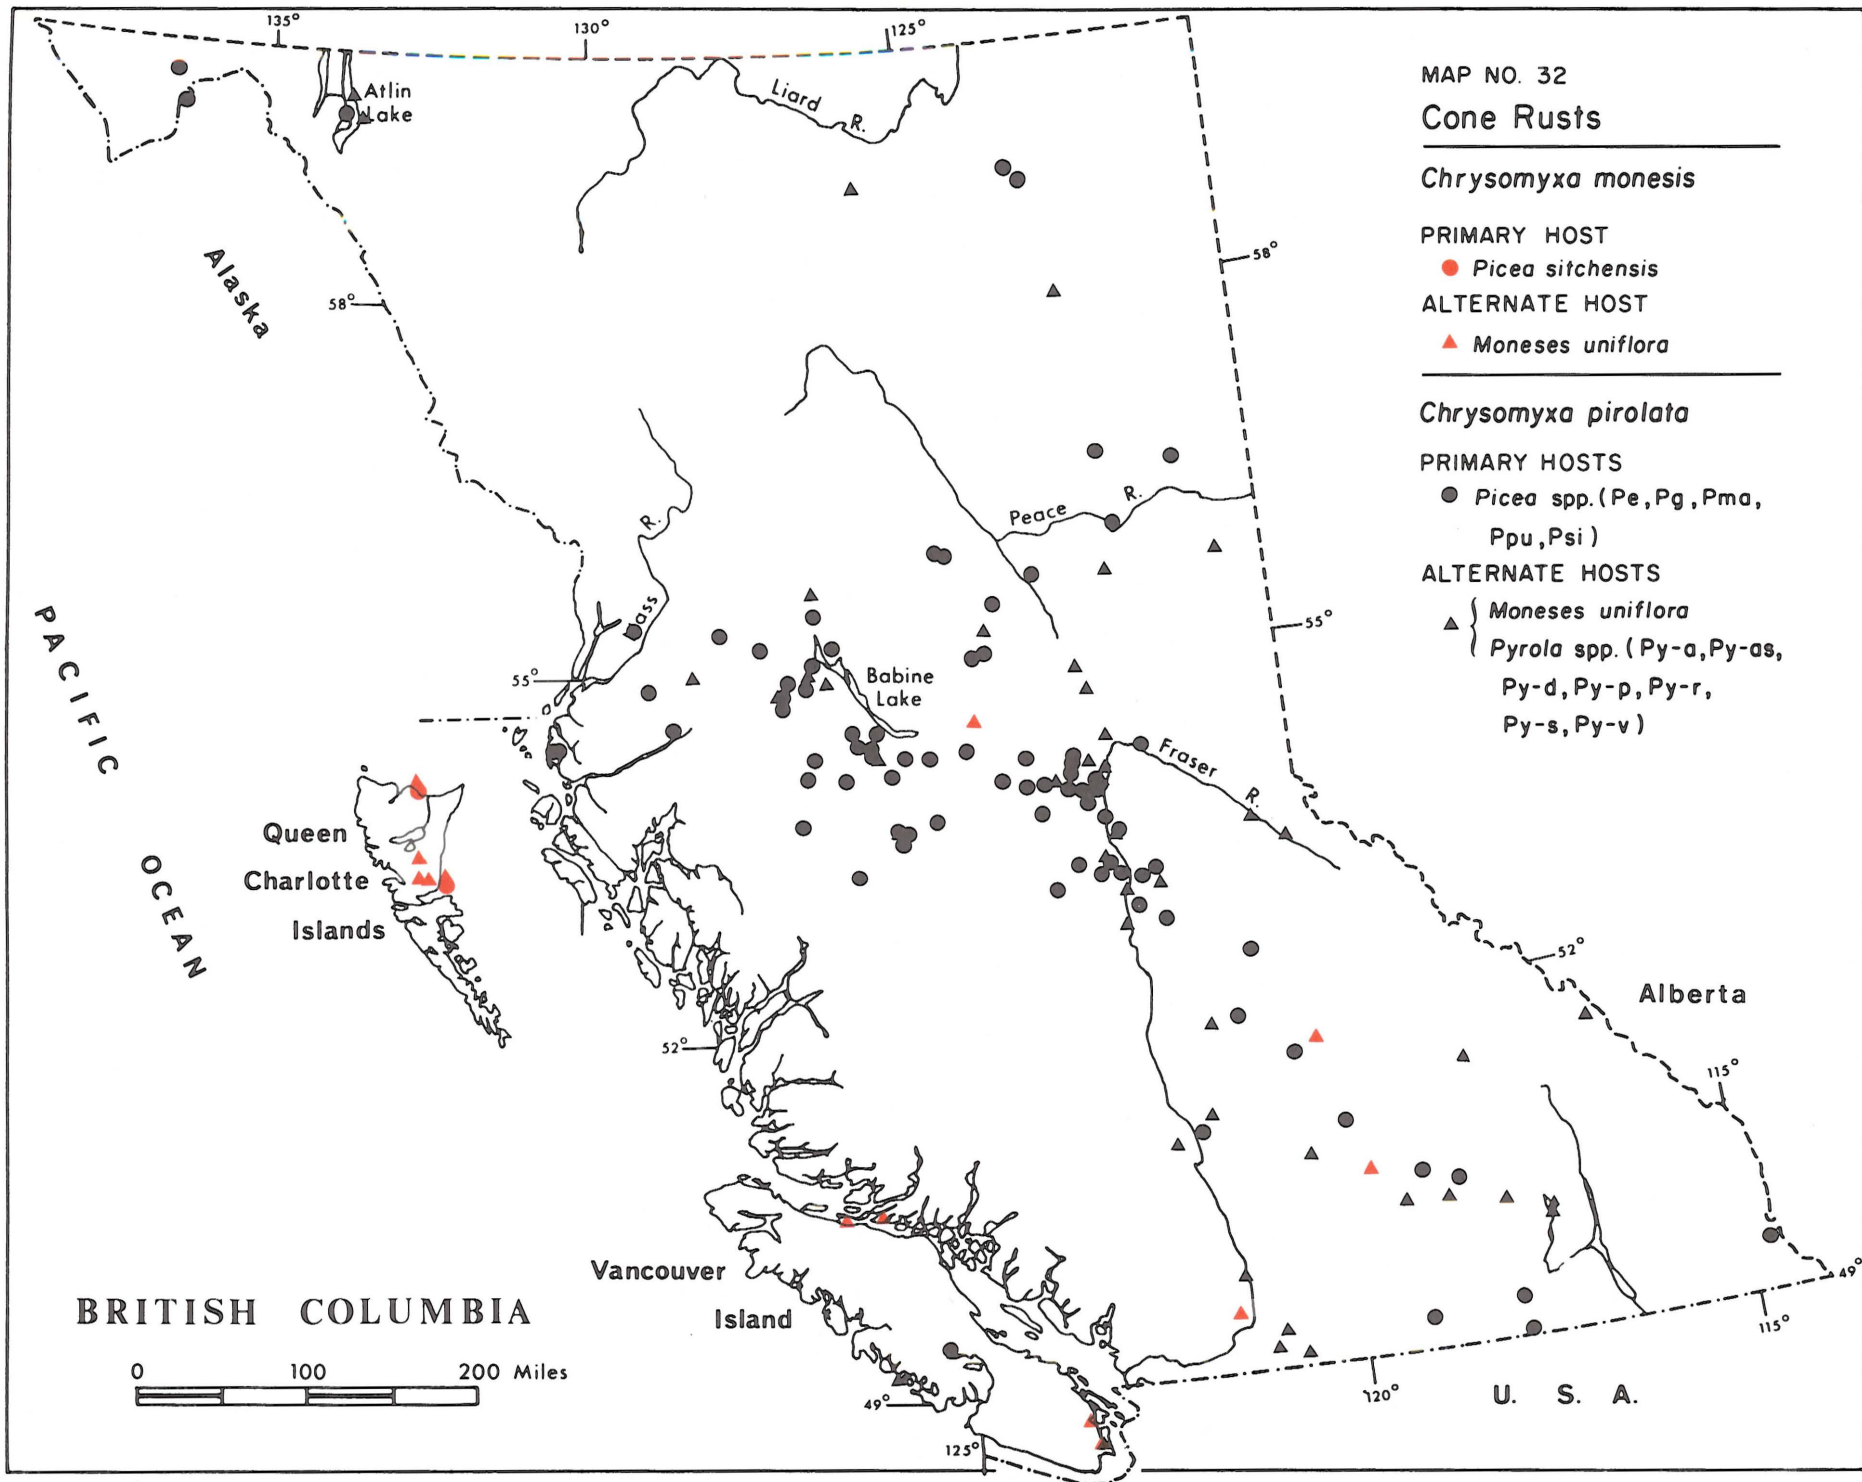 135°
130°
125°
Atlin
Lake
Liard
R.
58°
Alaska
58°
MAP NO. 32
Cone Rusts
Chrysomyxa monesis
PRIMARY HOST
Picea sitchensis
ALTERNATE HOST
Moneses uniflora
Chrysomyxa pirolata
PRIMARY HOSTS
Picea spp. (Pe, Pg, Pma,
Ppu, Psi)
ALTERNATE HOSTS
Moneses uniflora
Pyrola spp. (Py-a, Py-as,
Py-d, Py-p, Py-r,
Py-s, Py-v)
Peace
R.
R.
55°
55°
Babine
Lake
PACIFIC
OCEAN
Fraser
R.
Queen
Charlotte
Islands
52°
Alberta
52°
115°
Vancouver
Island
49°
115°
BRITISH COLUMBIA
0 100 200 Miles
49°
120°
U. S. A.
125°